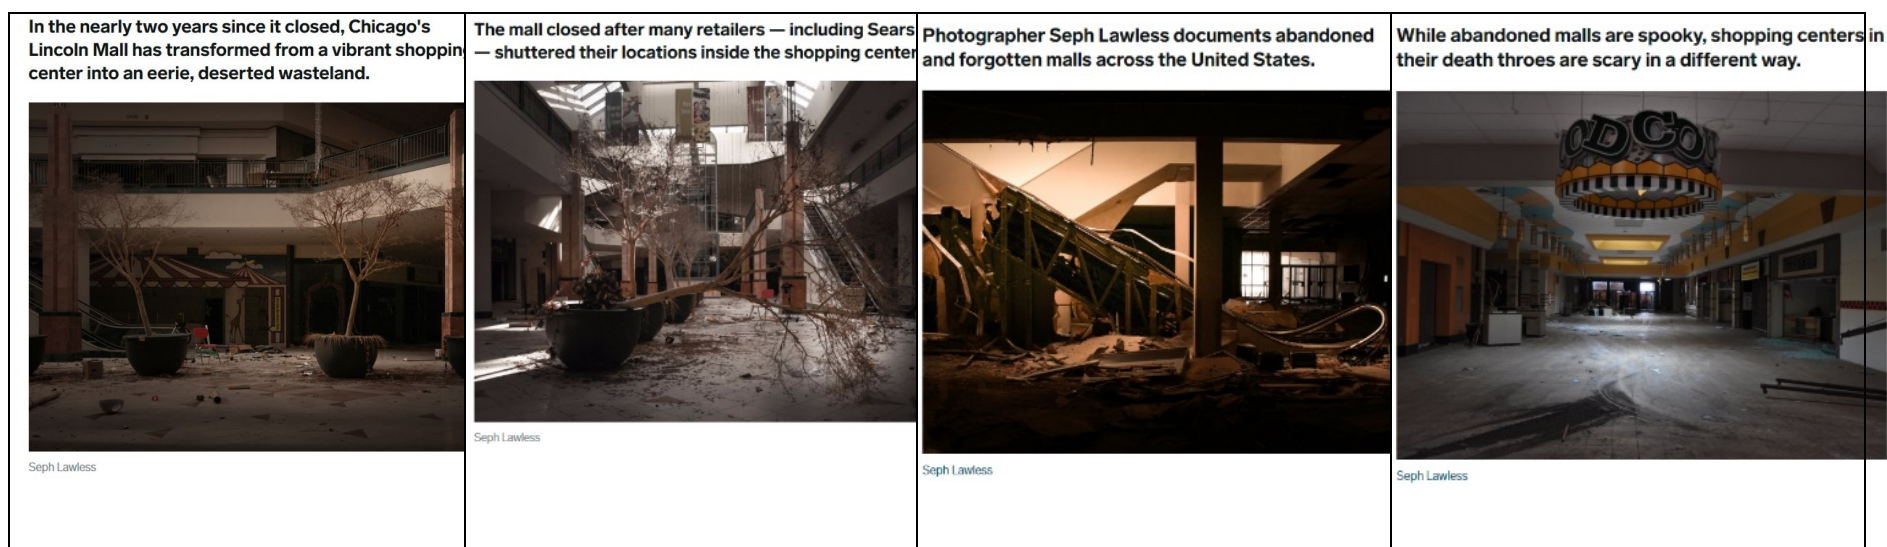 In the nearly two years since it closed, Chicago's
Lincoln Mall has transformed from a vibrant shopping
center into an eerie, deserted wasteland.
Seph Lawless
The mall closed after many retailers — including Sears
— shuttered their locations inside the shopping center
Seph Lawless
Photographer Seph Lawless documents abandoned
and forgotten malls across the United States.
Seph Lawless
While abandoned malls are spooky, shopping centers in
their death throes are scary in a different way.
OD COU
Seph Lawless